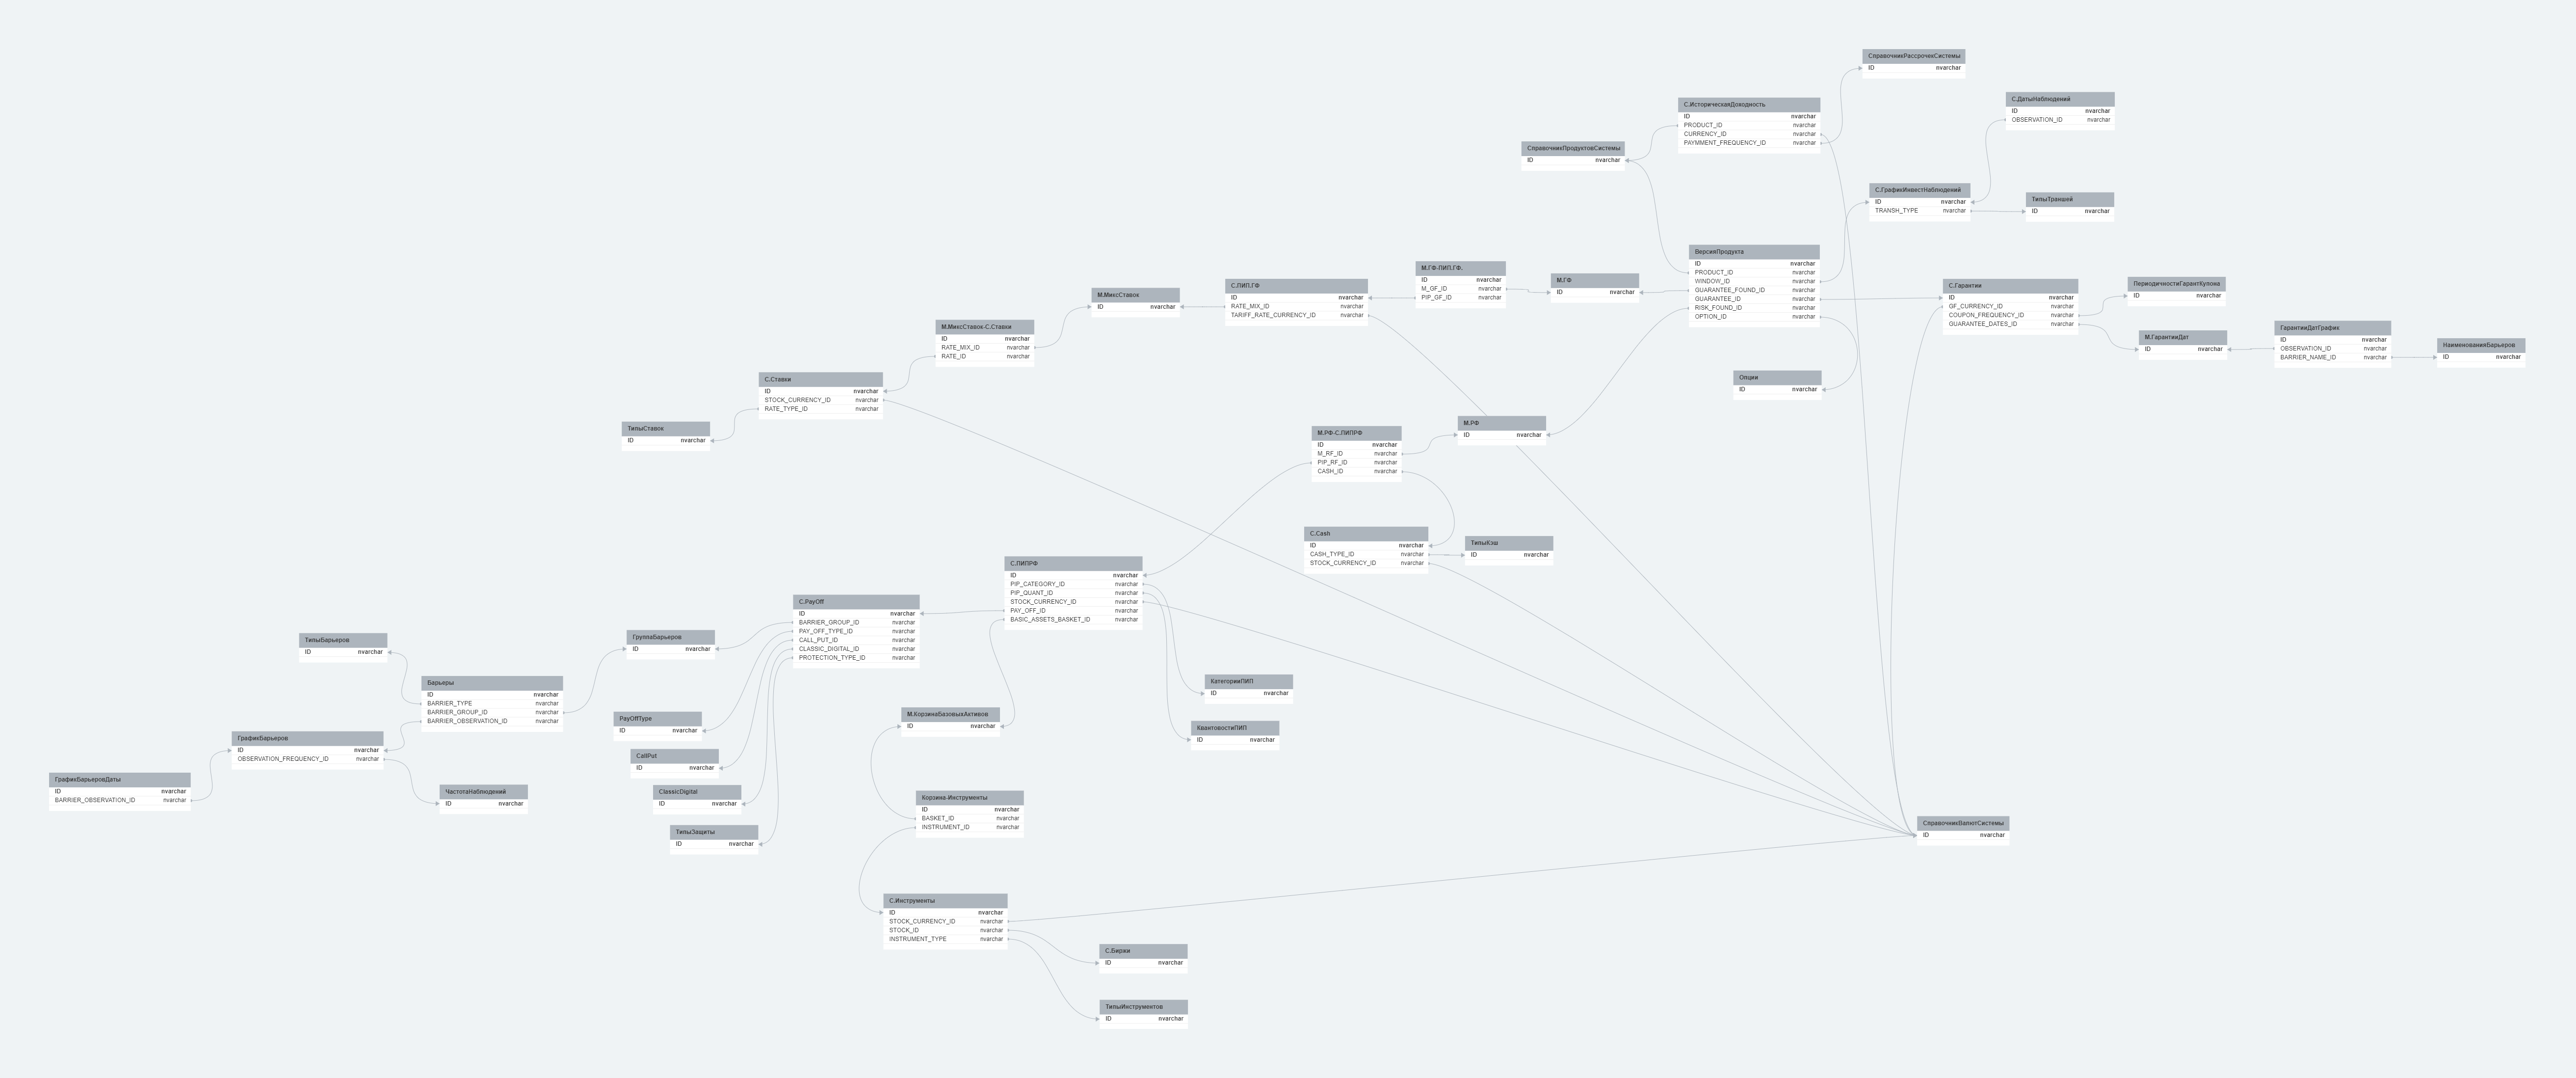 СправочникРассрочекСистемы
ID nvarchar
С.ИсторическаяДоходность
ID nvarchar
PRODUCT_ID nvarchar
CURRENCY_ID nvarchar
PAYMMENT_FREQUENCY_ID nvarchar
С.ДатыНаблюдений
ID nvarchar
OBSERVATION_ID nvarchar
СправочникПродуктовСистемы
ID nvarchar
С.ГрафикИнвестНаблюдений
ID nvarchar
TRANSH_TYPE nvarchar
ТипыТраншей
ID nvarchar
ВерсияПродукта
ID nvarchar
PRODUCT_ID nvarchar
WINDOW_ID nvarchar
GUARANTEE_FOUND_ID nvarchar
GUARANTEE_ID nvarchar
RISK_FOUND_ID nvarchar
OPTION_ID nvarchar
М.ГФ-ПИП.ГФ.
ID nvarchar
M_GF_ID nvarchar
PIP_GF_ID nvarchar
М.ГФ
ID nvarchar
С.ПИП.ГФ
ID nvarchar
RATE_MIX_ID nvarchar
TARIFF_RATE_CURRENCY_ID nvarchar
М.МиксСтавок
ID nvarchar
С.Гарантии
ID nvarchar
GF_CURRENCY_ID nvarchar
COUPON_FREQUENCY_ID nvarchar
GUARANTEE_DATES_ID nvarchar
ПериодичностиГарантКупона
ID nvarchar
М.ГарантииДат
ID nvarchar
ГарантииДатГрафик
ID nvarchar
OBSERVATION_ID nvarchar
BARRIER_NAME_ID nvarchar
НаименованияБарьеров
ID nvarchar
М.МиксСтавок-С.Ставки
ID nvarchar
RATE_MIX_ID nvarchar
RATE_ID nvarchar
С.Ставки
ID nvarchar
STOCK_CURRENCY_ID nvarchar
RATE_TYPE_ID nvarchar
Опции
ID nvarchar
ТипыСтавок
ID nvarchar
М.РФ
ID nvarchar
М.РФ-С.ПИПРФ
ID nvarchar
M_RF_ID nvarchar
PIP_RF_ID nvarchar
CASH_ID nvarchar
С.Cash
ID nvarchar
CASH_TYPE_ID nvarchar
STOCK_CURRENCY_ID nvarchar
ТипыКэш
ID nvarchar
С.ПИПРФ
ID nvarchar
PIP_CATEGORY_ID nvarchar
PIP_QUANT_ID nvarchar
STOCK_CURRENCY_ID nvarchar
PAY_OFF_ID nvarchar
BASIC_ASSETS_BASKET_ID nvarchar
С.PayOff
ID nvarchar
BARRIER_GROUP_ID nvarchar
PAY_OFF_TYPE_ID nvarchar
CALL_PUT_ID nvarchar
CLASSIC_DIGITAL_ID nvarchar
PROTECTION_TYPE_ID nvarchar
ГруппаБарьеров
ID nvarchar
ТипыБарьеров
ID nvarchar
Барьеры
ID nvarchar
BARRIER_TYPE nvarchar
BARRIER_GROUP_ID nvarchar
BARRIER_OBSERVATION_ID nvarchar
КатегорииПИП
ID nvarchar
М.КорзинаБазовыхАктивов
ID nvarchar
PayOffType
ID nvarchar
КвантовостиПИП
ID nvarchar
ГрафикБарьеров
ID nvarchar
OBSERVATION_FREQUENCY_ID nvarchar
CallPut
ID nvarchar
ГрафикБарьеровДаты
ID nvarchar
BARRIER_OBSERVATION_ID nvarchar
ЧастотаНаблюдений
ID nvarchar
ClassicDigital
ID nvarchar
Корзина-Инструменты
ID nvarchar
BASKET_ID nvarchar
INSTRUMENT_ID nvarchar
ТипыЗащиты
ID nvarchar
СправочникВалютСистемы
ID nvarchar
С.Инструменты
ID nvarchar
STOCK_CURRENCY_ID nvarchar
STOCK_ID nvarchar
INSTRUMENT_TYPE nvarchar
С.Биржи
ID nvarchar
ТипыИнструментов
ID nvarchar